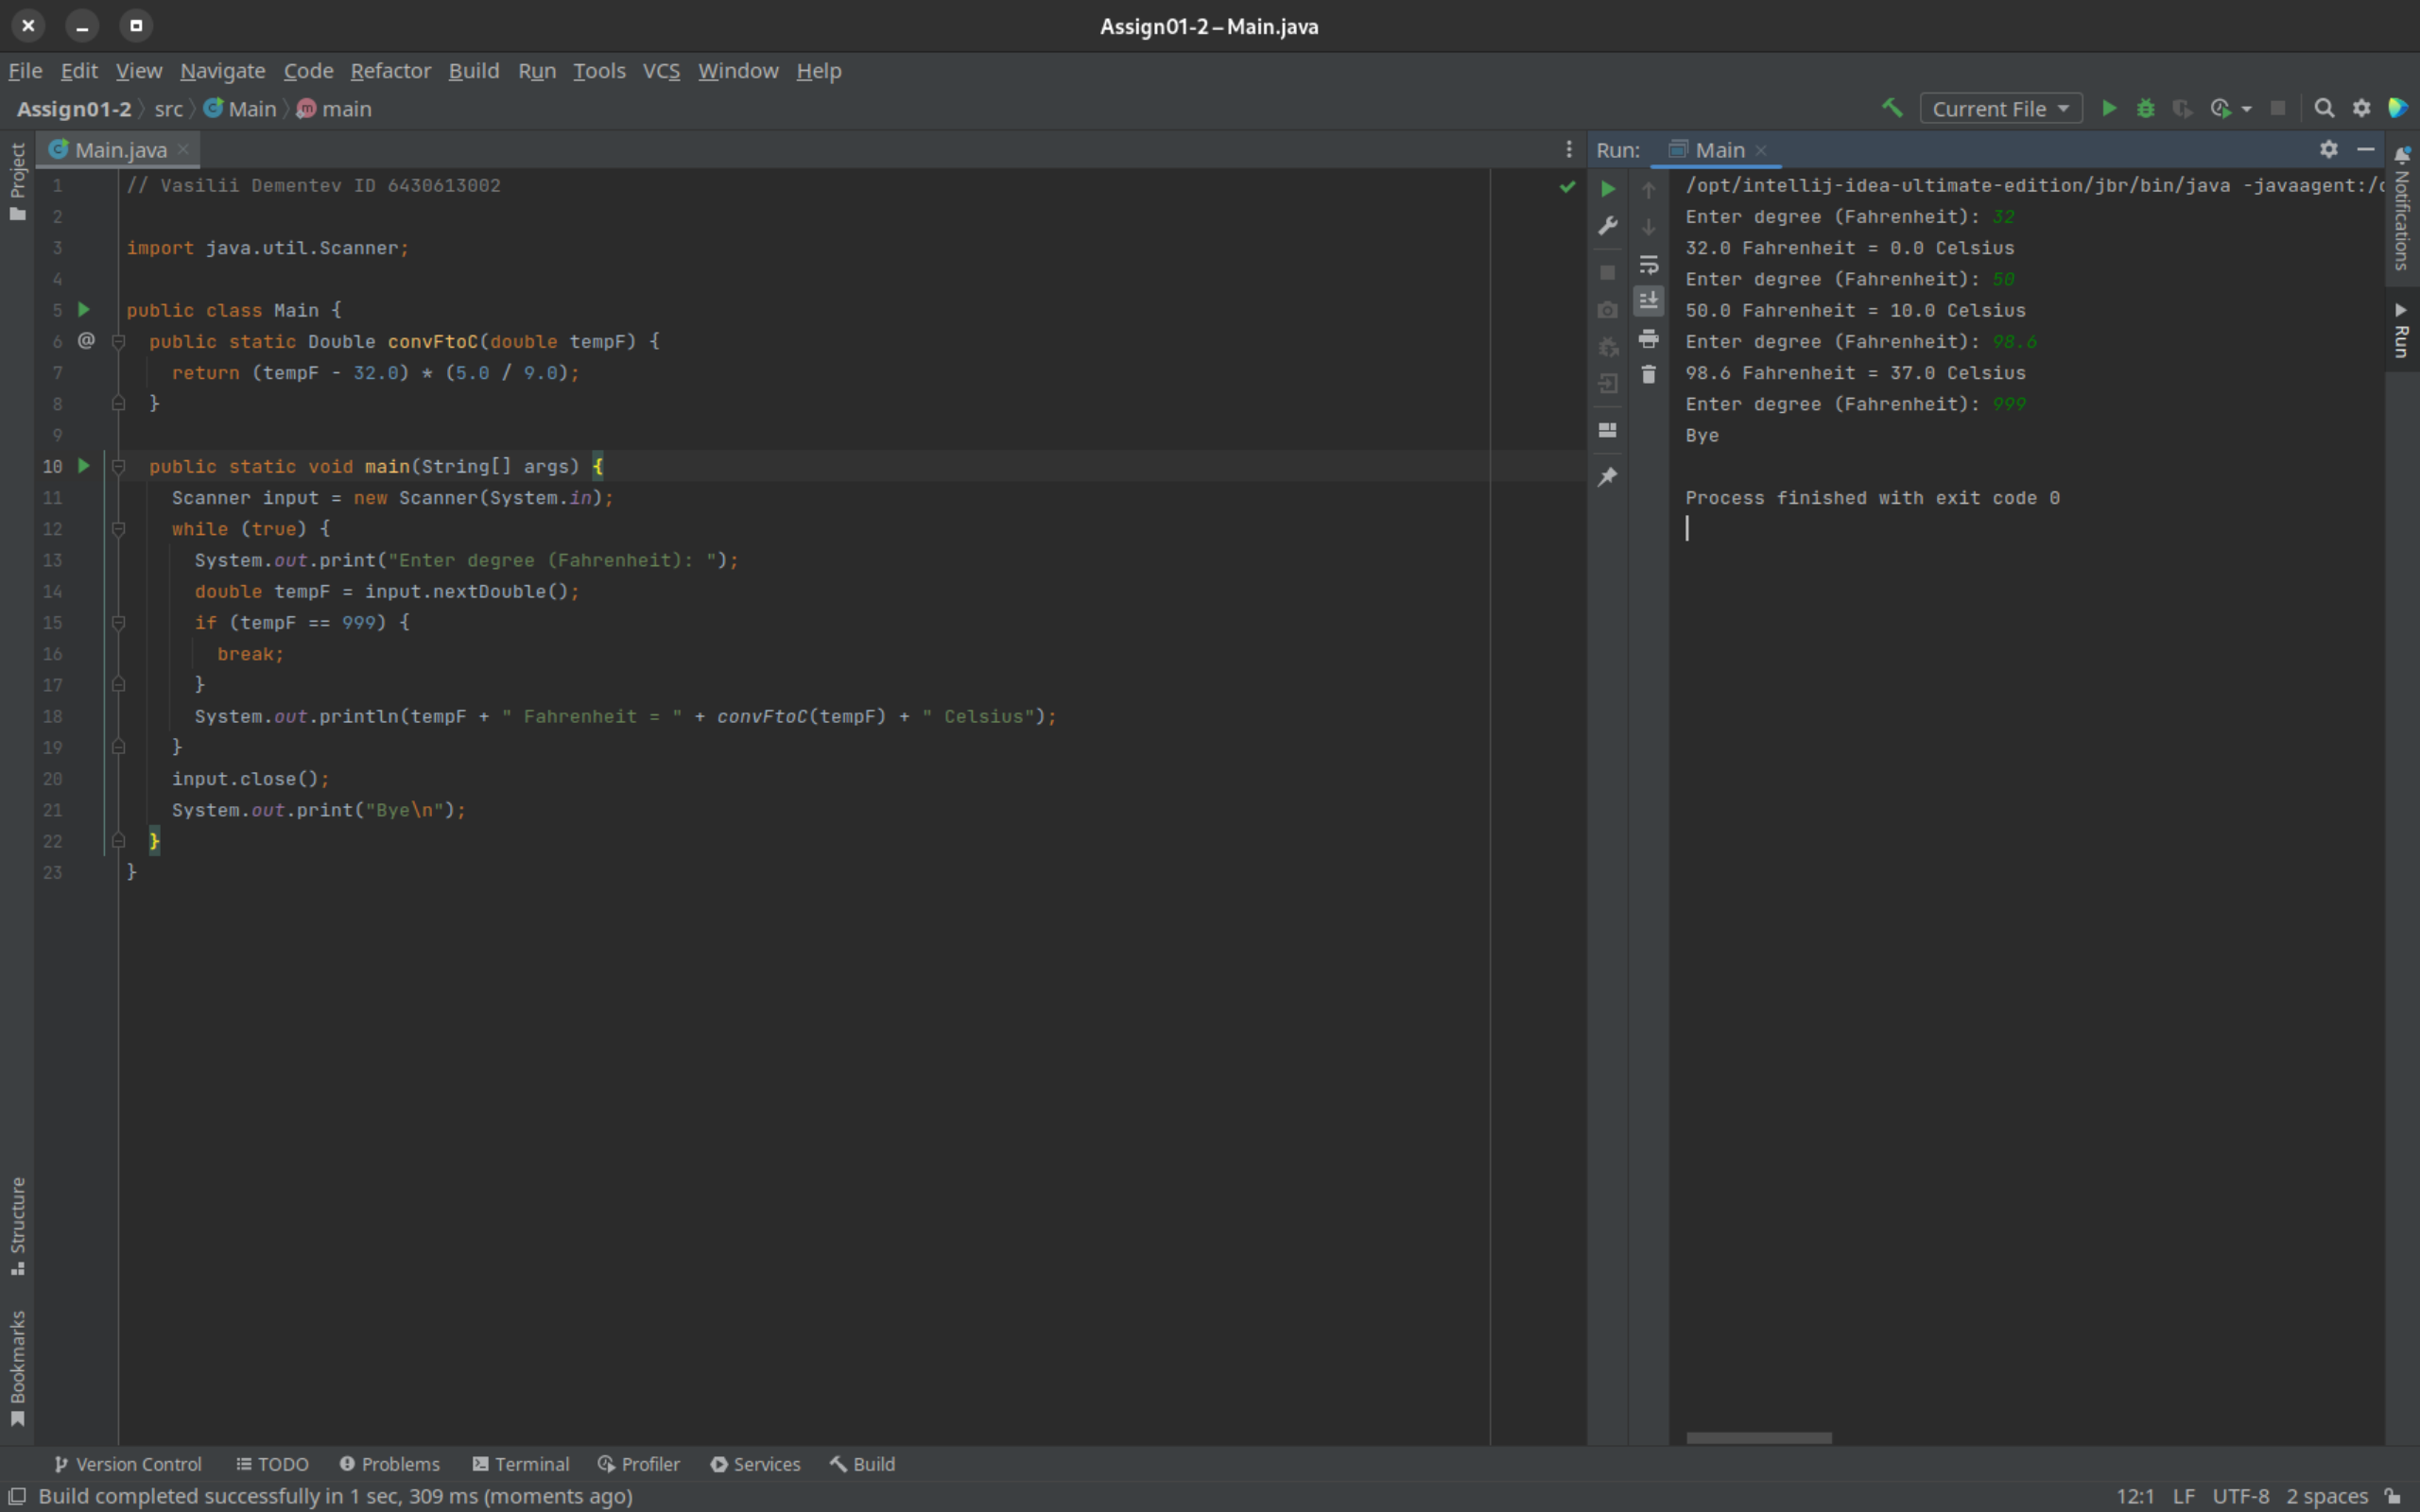 Assign01-2 – Main.java
File Edit View Navigate Code Refactor Build Run Tools VCS Window Help
Assign01-2 src Main main
Current File
Project
Main.java
1 // Vasilii Dementev ID 6430613002
2
3 import java.util.Scanner;
4
5 public class Main {
6 @ public static Double convFtoC(double tempF) {
7 return (tempF - 32.0) * (5.0 / 9.0);
8 }
9
10 public static void main(String[] args) {
11 Scanner input = new Scanner(System.in);
12 while (true) {
13 System.out.print("Enter degree (Fahrenheit): ");
14 double tempF = input.nextDouble();
15 if (tempF == 999) {
16 break;
17 }
18 System.out.println(tempF + " Fahrenheit = " + convFtoC(tempF) + " Celsius");
19 }
20 input.close();
21 System.out.print("Bye\n");
22 }
23 }
Structure
Bookmarks
Run: Main
/opt/intellij-idea-ultimate-edition/jbr/bin/java -javaagent:/
Enter degree (Fahrenheit): 32
32.0 Fahrenheit = 0.0 Celsius
Enter degree (Fahrenheit): 50
50.0 Fahrenheit = 10.0 Celsius
Enter degree (Fahrenheit): 98.6
98.6 Fahrenheit = 37.0 Celsius
Enter degree (Fahrenheit): 999
Bye
Process finished with exit code 0
Notifications
Run
Version Control TODO Problems Terminal Profiler Services Build
Build completed successfully in 1 sec, 309 ms (moments ago)
12:1 LF UTF-8 2 spaces